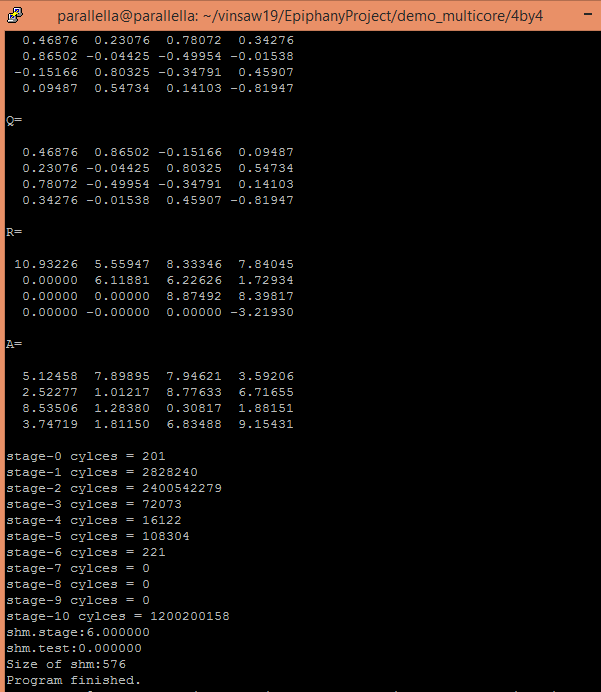 parallella@parallella: ~/vinsaw19/EpiphanyProject/demo_multicore/4by4
0.46876 0.23076 0.78072 0.34276
0.86502 -0.04425 -0.49954 -0.01538
-0.15166 0.80325 -0.34791 0.45907
0.09487 0.54734 0.14103 -0.81947
Q=
0.46876 0.86502 -0.15166 0.09487
0.23076 -0.04425 0.80325 0.54734
0.78072 -0.49954 -0.34791 0.14103
0.34276 -0.01538 0.45907 -0.81947
R=
10.93226 5.55947 8.33346 7.84045
0.00000 6.11881 6.22626 1.72934
0.00000 0.00000 8.87492 8.39817
0.00000 -0.00000 0.00000 -3.21930
A=
5.12458 7.89895 7.94621 3.59206
2.52277 1.01217 8.77633 6.71655
8.53506 1.28380 0.30817 1.88151
3.74719 1.81150 6.83488 9.15431
stage-0 cylces = 201
stage-1 cylces = 2828240
stage-2 cylces = 2400542279
stage-3 cylces = 72073
stage-4 cylces = 16122
stage-5 cylces = 108304
stage-6 cylces = 221
stage-7 cylces = 0
stage-8 cylces = 0
stage-9 cylces = 0
stage-10 cylces = 1200200158
shm.stage:6.000000
shm.test:0.000000
Size of shm:576
Program finished.